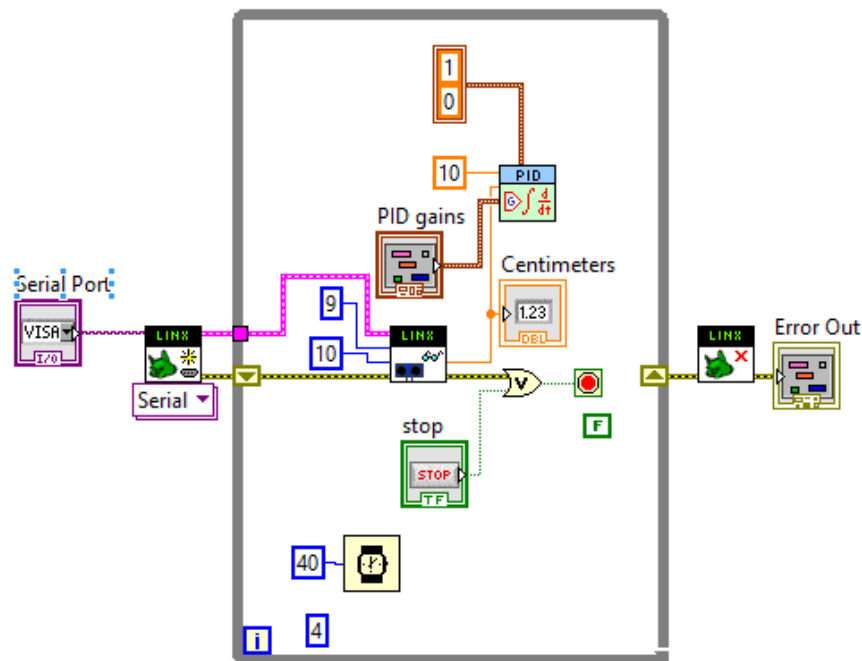 1
0
10
PID
G ∫ d/dt
PID gains
Centimeters
1.23
DBL
Serial Port
VISA
I/O
LINX
Serial
9
10
LINX
LINX
Error Out
V
stop
STOP
TF
F
40
4
i